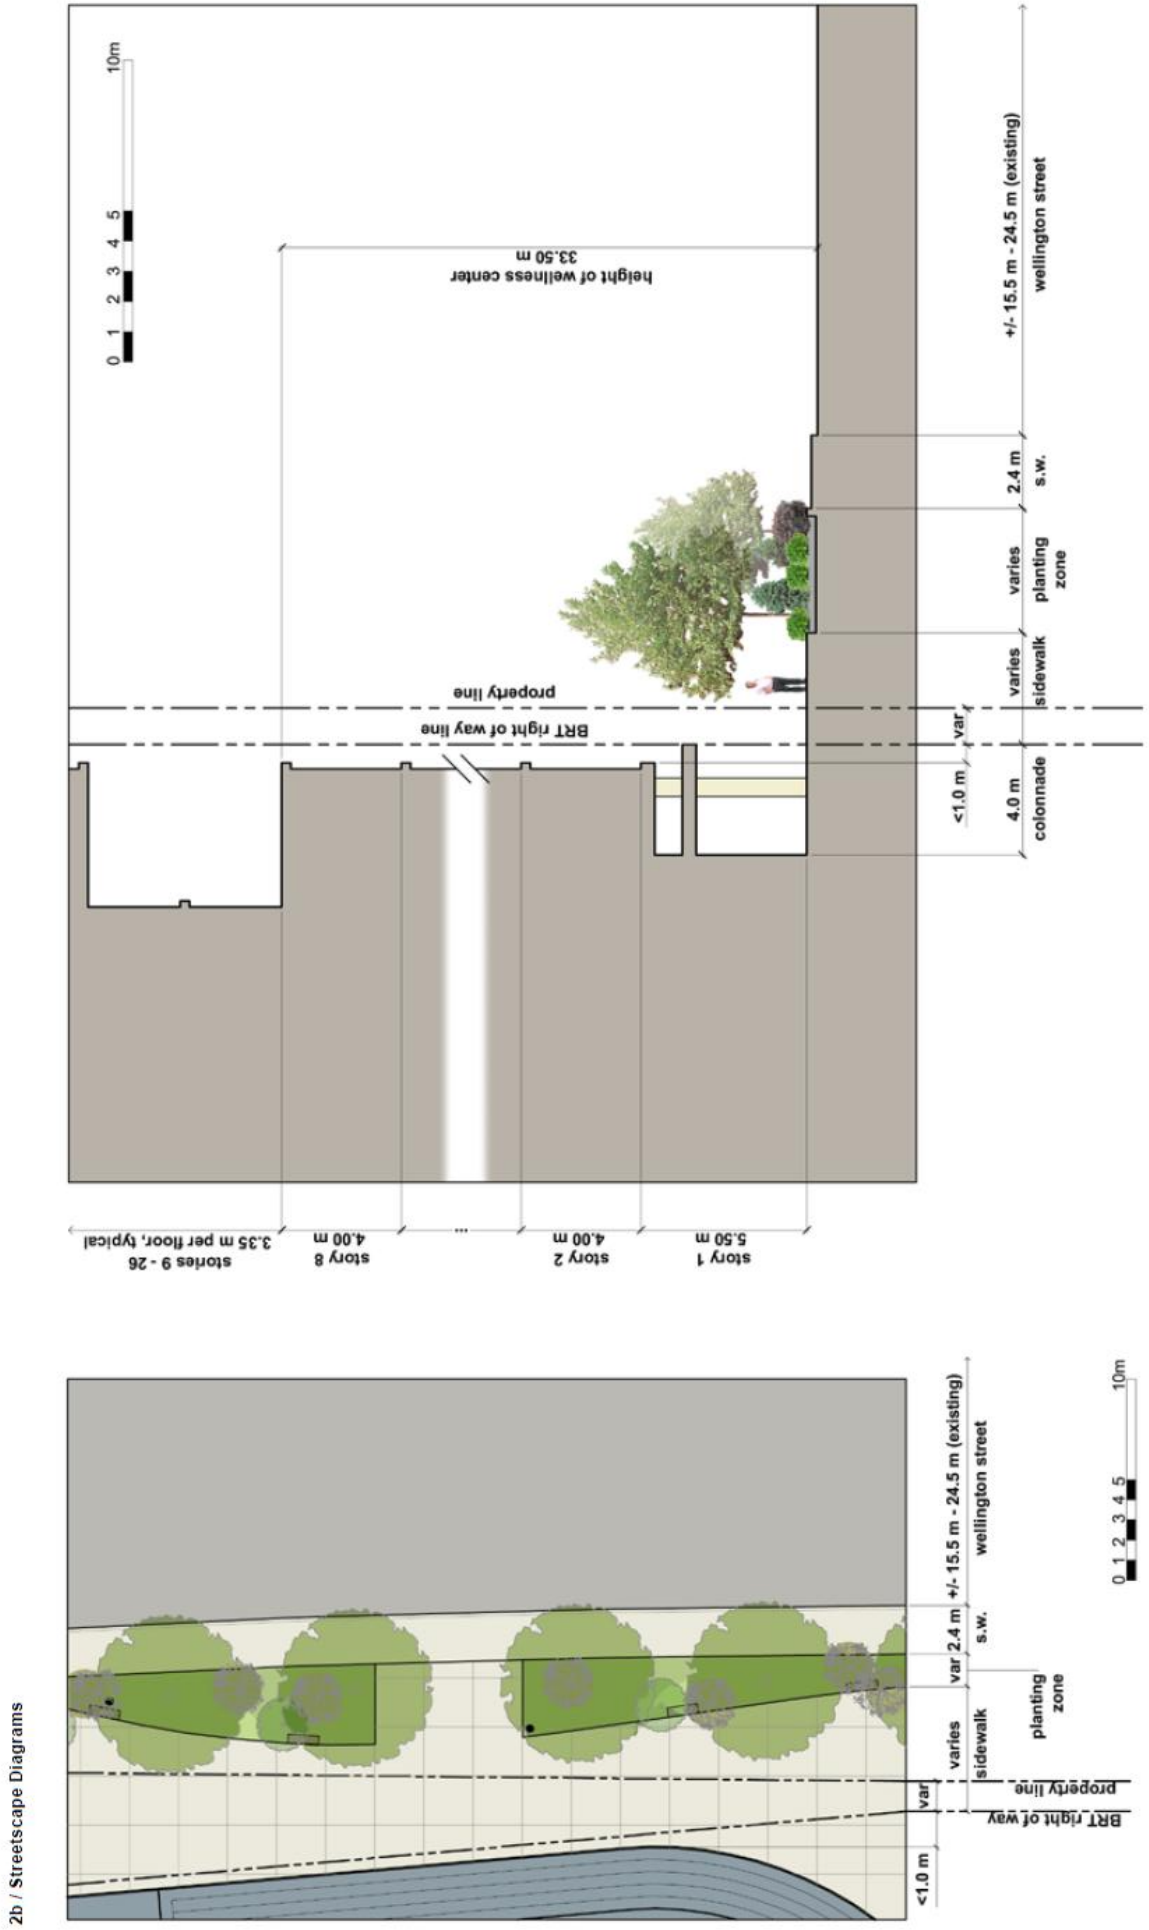 2b / Streetscape Diagrams
10m
5
4
3
2
1
0
height of wellness center
33.50 m
property line
BRT right of way line
stories 9 - 26
3.35 m per floor, typical
story 8
4.00 m
...
story 2
4.00 m
story 1
5.50 m
<1.0 m
var
4.0 m
colonnade
varies
sidewalk
varies
planting
zone
2.4 m
s.w.
+/- 15.5 m - 24.5 m (existing)
wellington street
<1.0 m
var
varies
sidewalk
var
planting
zone
2.4 m
s.w.
+/- 15.5 m - 24.5 m (existing)
wellington street
property line
BRT right of way
0 1 2 3 4 5 10m